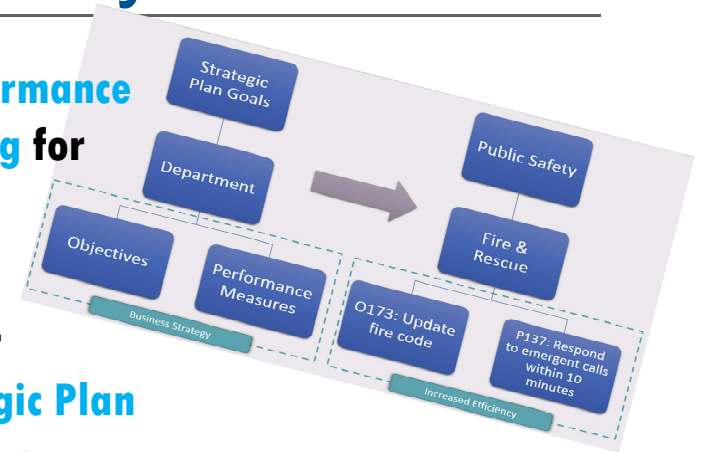 rmance
g for
gic Plan
Strategic
Plan Goals
Department
Objectives
Performance
Measures
Business Strategy
Public Safety
Fire &
Rescue
O173: Update
fire code
P137: Respond
to emergent calls
within 10
minutes
Increased Efficiency